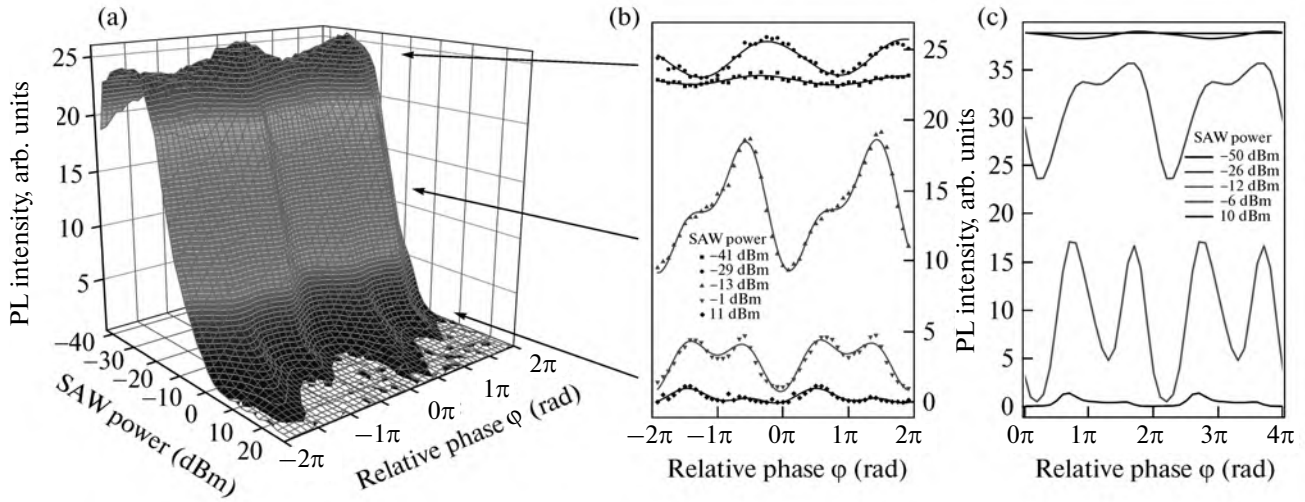 (a)
PL intensity, arb. units
25
20
15
10
5
−40
−30
−20
−10
0
10
20
SAW power (dBm)
−2π
−1π
0π
1π
2π
Relative phase φ (rad)
(b)
25
20
15
10
5
0
PL intensity, arb. units
SAW power
−41 dBm
−29 dBm
−13 dBm
−1 dBm
11 dBm
−2π −1π 0π 1π 2π
Relative phase φ (rad)
(c)
35
30
25
20
15
10
5
0
SAW power
−50 dBm
−26 dBm
−12 dBm
−6 dBm
10 dBm
0π 1π 2π 3π 4π
Relative phase φ (rad)